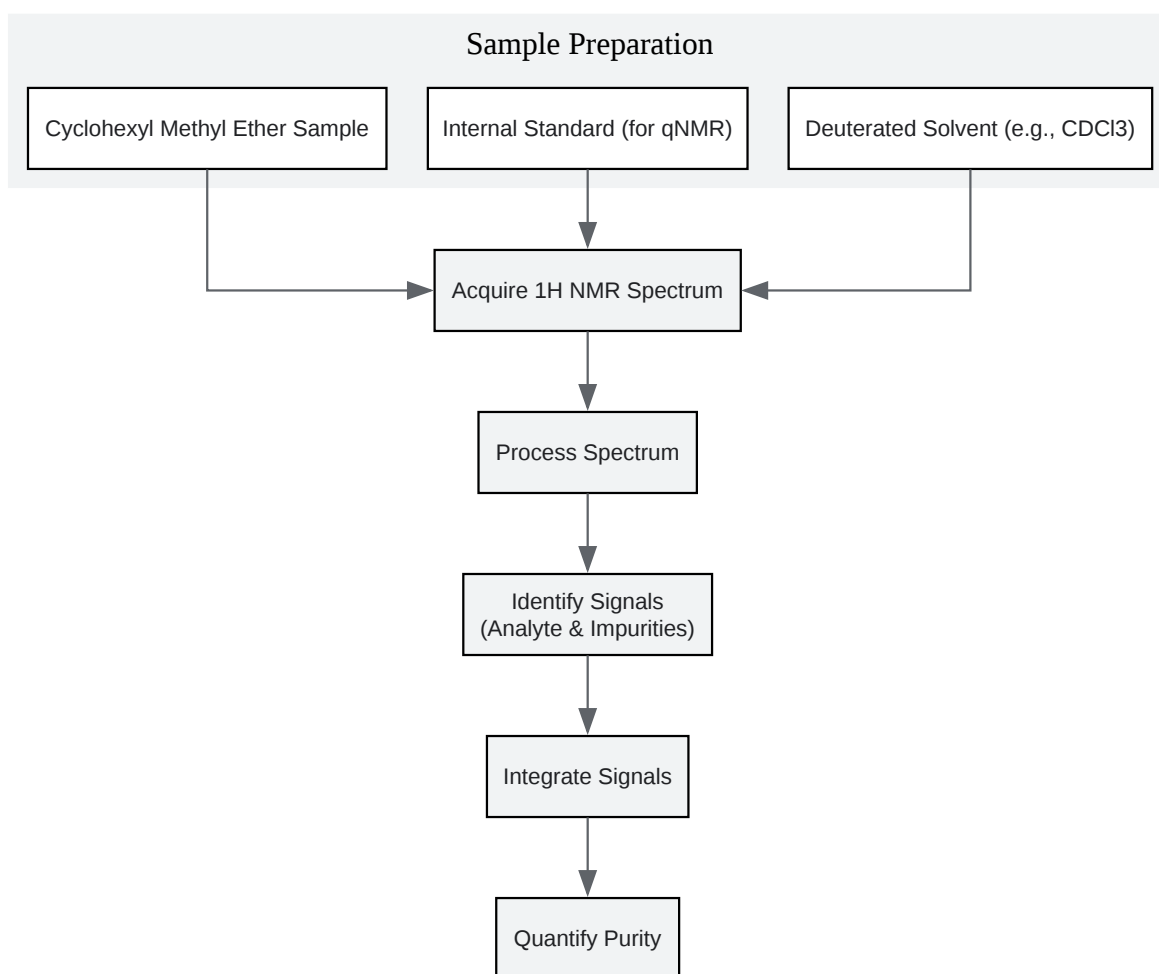 Sample Preparation
Cyclohexyl Methyl Ether Sample
Internal Standard (for qNMR)
Deuterated Solvent (e.g., CDCl3)
Acquire 1H NMR Spectrum
Process Spectrum
Identify Signals
(Analyte & Impurities)
Integrate Signals
Quantify Purity